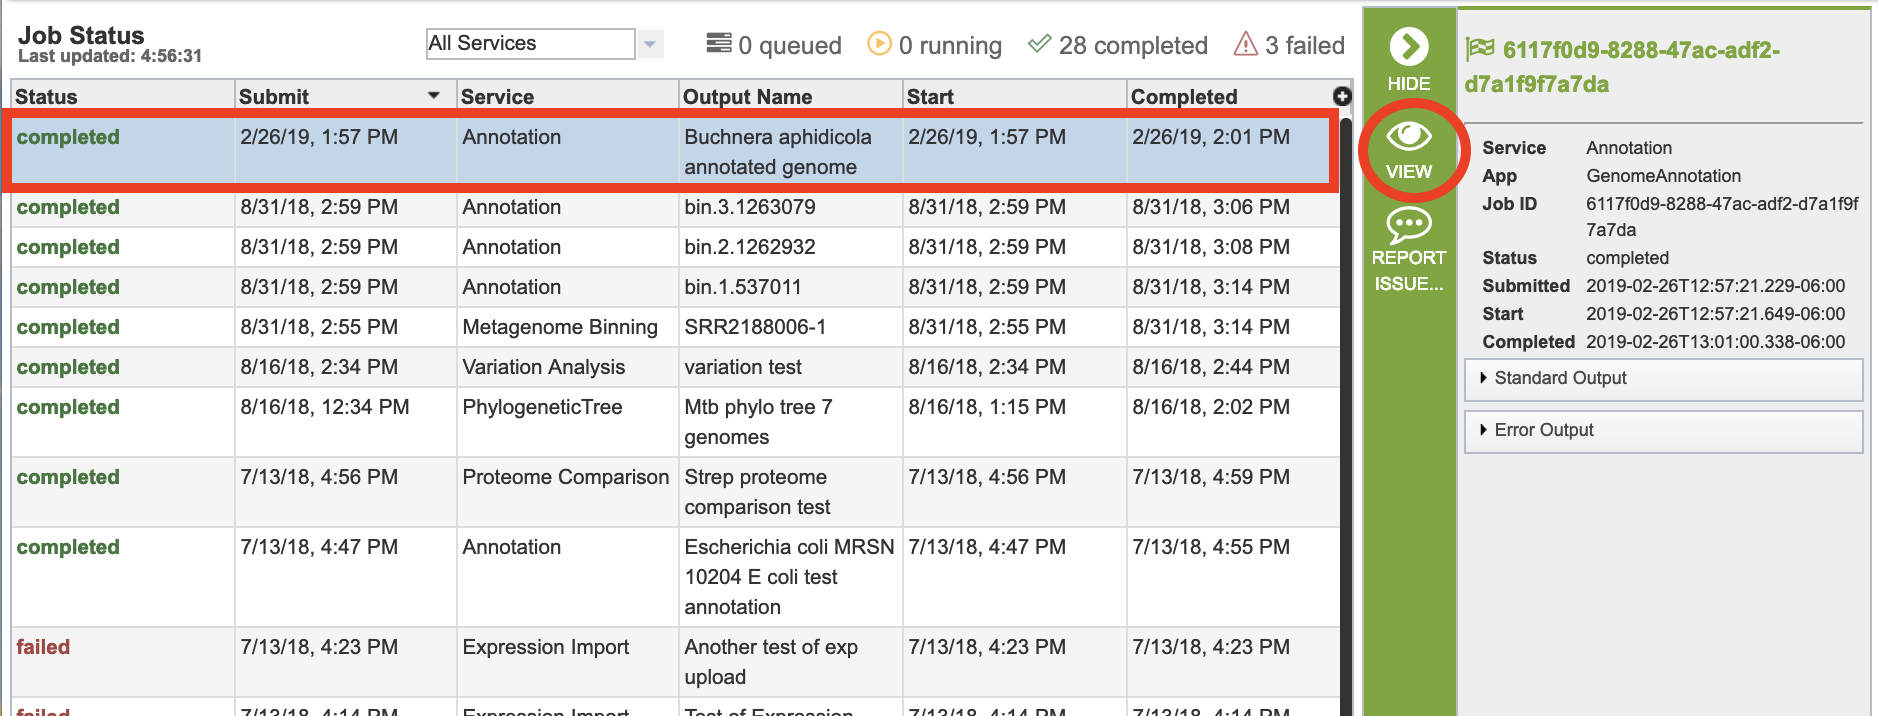 Job Status
Last updated: 4:56:31
All Services
0 queued
0 running
28 completed
3 failed
Status Submit Service Output Name Start Completed
completed 2/26/19, 1:57 PM Annotation Buchnera aphidicola 2/26/19, 1:57 PM 2/26/19, 2:01 PM
annotated genome
completed 8/31/18, 2:59 PM Annotation bin.3.1263079 8/31/18, 2:59 PM 8/31/18, 3:06 PM
completed 8/31/18, 2:59 PM Annotation bin.2.1262932 8/31/18, 2:59 PM 8/31/18, 3:08 PM
completed 8/31/18, 2:59 PM Annotation bin.1.537011 8/31/18, 2:59 PM 8/31/18, 3:14 PM
completed 8/31/18, 2:55 PM Metagenome Binning SRR2188006-1 8/31/18, 2:55 PM 8/31/18, 3:14 PM
completed 8/16/18, 2:34 PM Variation Analysis variation test 8/16/18, 2:34 PM 8/16/18, 2:44 PM
completed 8/16/18, 12:34 PM PhylogeneticTree Mtb phylo tree 7 8/16/18, 1:15 PM 8/16/18, 2:02 PM
genomes
completed 7/13/18, 4:56 PM Proteome Comparison Strep proteome 7/13/18, 4:56 PM 7/13/18, 4:59 PM
comparison test
completed 7/13/18, 4:47 PM Annotation Escherichia coli MRSN 7/13/18, 4:47 PM 7/13/18, 4:55 PM
10204 E coli test
annotation
failed 7/13/18, 4:23 PM Expression Import Another test of exp 7/13/18, 4:23 PM 7/13/18, 4:23 PM
upload
failed 7/13/18, 4:14 PM Expression Import Test of Expression 7/13/18, 4:14 PM 7/13/18, 4:14 PM
HIDE
VIEW
REPORT
ISSUE...
6117f0d9-8288-47ac-adf2-
d7a1f9f7a7da
Service Annotation
App GenomeAnnotation
Job ID 6117f0d9-8288-47ac-adf2-d7a1f9f
7a7da
Status completed
Submitted 2019-02-26T12:57:21.229-06:00
Start 2019-02-26T12:57:21.649-06:00
Completed 2019-02-26T13:01:00.338-06:00
Standard Output
Error Output